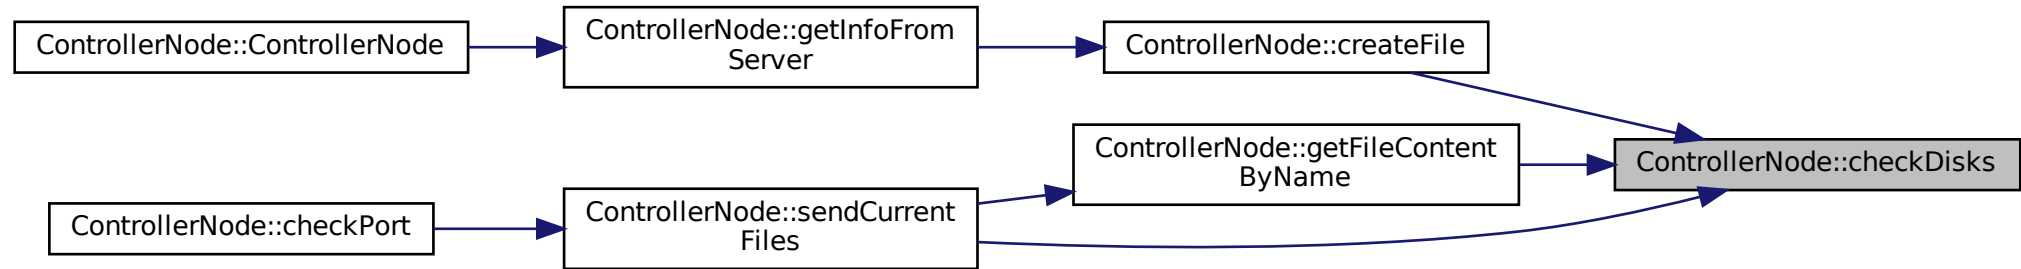 ControllerNode::ControllerNode
ControllerNode::getInfoFrom
Server
ControllerNode::createFile
ControllerNode::getFileContent
ByName
ControllerNode::checkDisks
ControllerNode::checkPort
ControllerNode::sendCurrent
Files